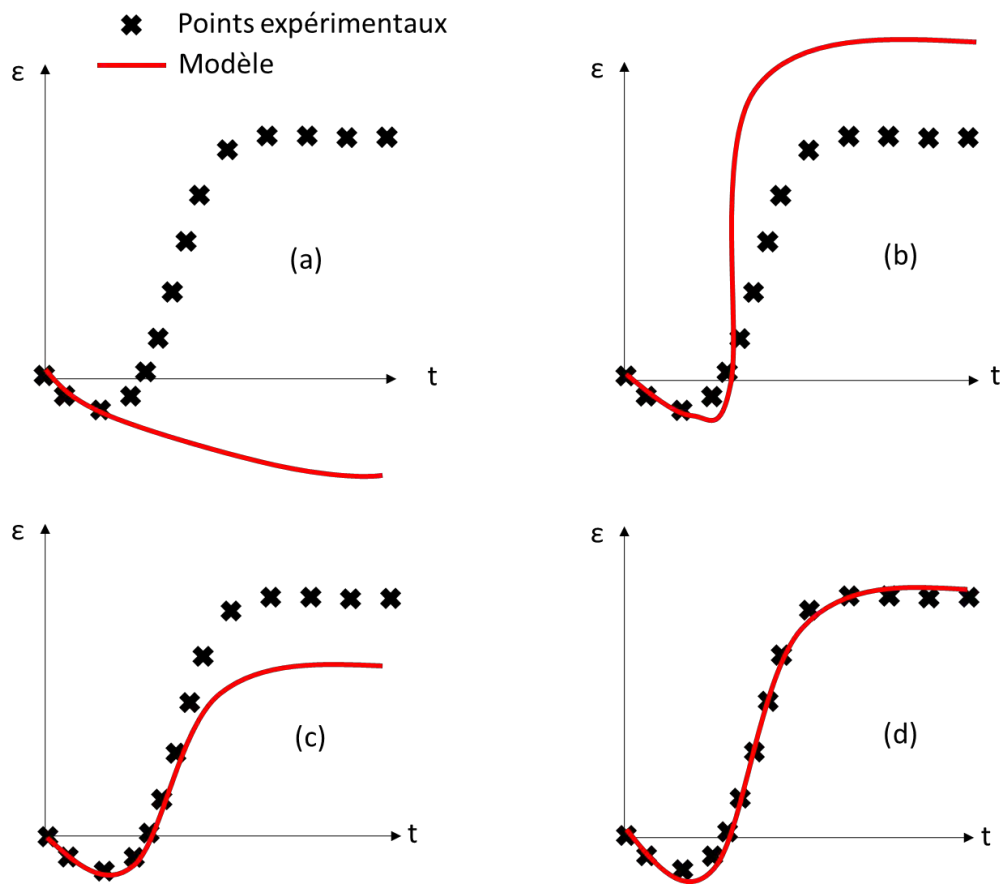 Points expérimentaux
Modèle
ε
t
(a)
ε
t
(b)
ε
t
(c)
ε
t
(d)